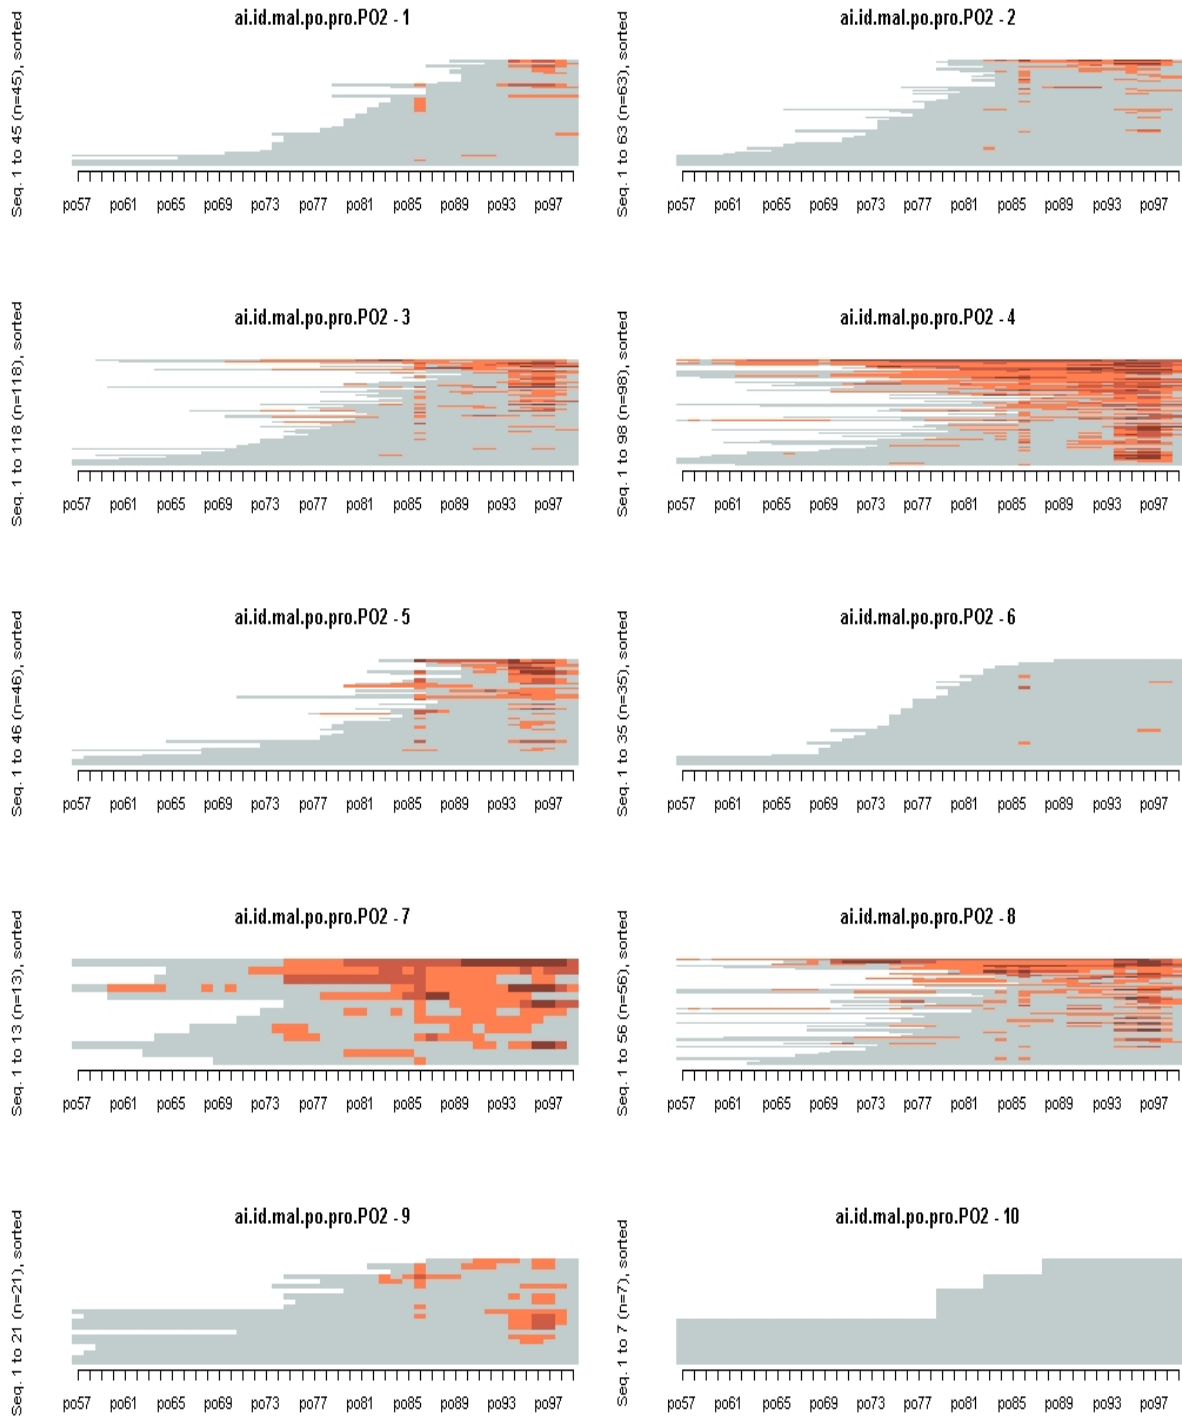 ai.id.mal.po.pro.PO2 - 1
Seq. 1 to 45 (n=45), sorted
po57 po61 po65 po69 po73 po77 po81 po85 po89 po93 po97
ai.id.mal.po.pro.PO2 - 2
Seq. 1 to 63 (n=63), sorted
po57 po61 po65 po69 po73 po77 po81 po85 po89 po93 po97
ai.id.mal.po.pro.PO2 - 3
Seq. 1 to 118 (n=118), sorted
po57 po61 po65 po69 po73 po77 po81 po85 po89 po93 po97
ai.id.mal.po.pro.PO2 - 4
Seq. 1 to 98 (n=98), sorted
po57 po61 po65 po69 po73 po77 po81 po85 po89 po93 po97
ai.id.mal.po.pro.PO2 - 5
Seq. 1 to 46 (n=46), sorted
po57 po61 po65 po69 po73 po77 po81 po85 po89 po93 po97
ai.id.mal.po.pro.PO2 - 6
Seq. 1 to 35 (n=35), sorted
po57 po61 po65 po69 po73 po77 po81 po85 po89 po93 po97
ai.id.mal.po.pro.PO2 - 7
Seq. 1 to 13 (n=13), sorted
po57 po61 po65 po69 po73 po77 po81 po85 po89 po93 po97
ai.id.mal.po.pro.PO2 - 8
Seq. 1 to 56 (n=56), sorted
po57 po61 po65 po69 po73 po77 po81 po85 po89 po93 po97
ai.id.mal.po.pro.PO2 - 9
Seq. 1 to 21 (n=21), sorted
po57 po61 po65 po69 po73 po77 po81 po85 po89 po93 po97
ai.id.mal.po.pro.PO2 - 10
Seq. 1 to 7 (n=7), sorted
po57 po61 po65 po69 po73 po77 po81 po85 po89 po93 po97